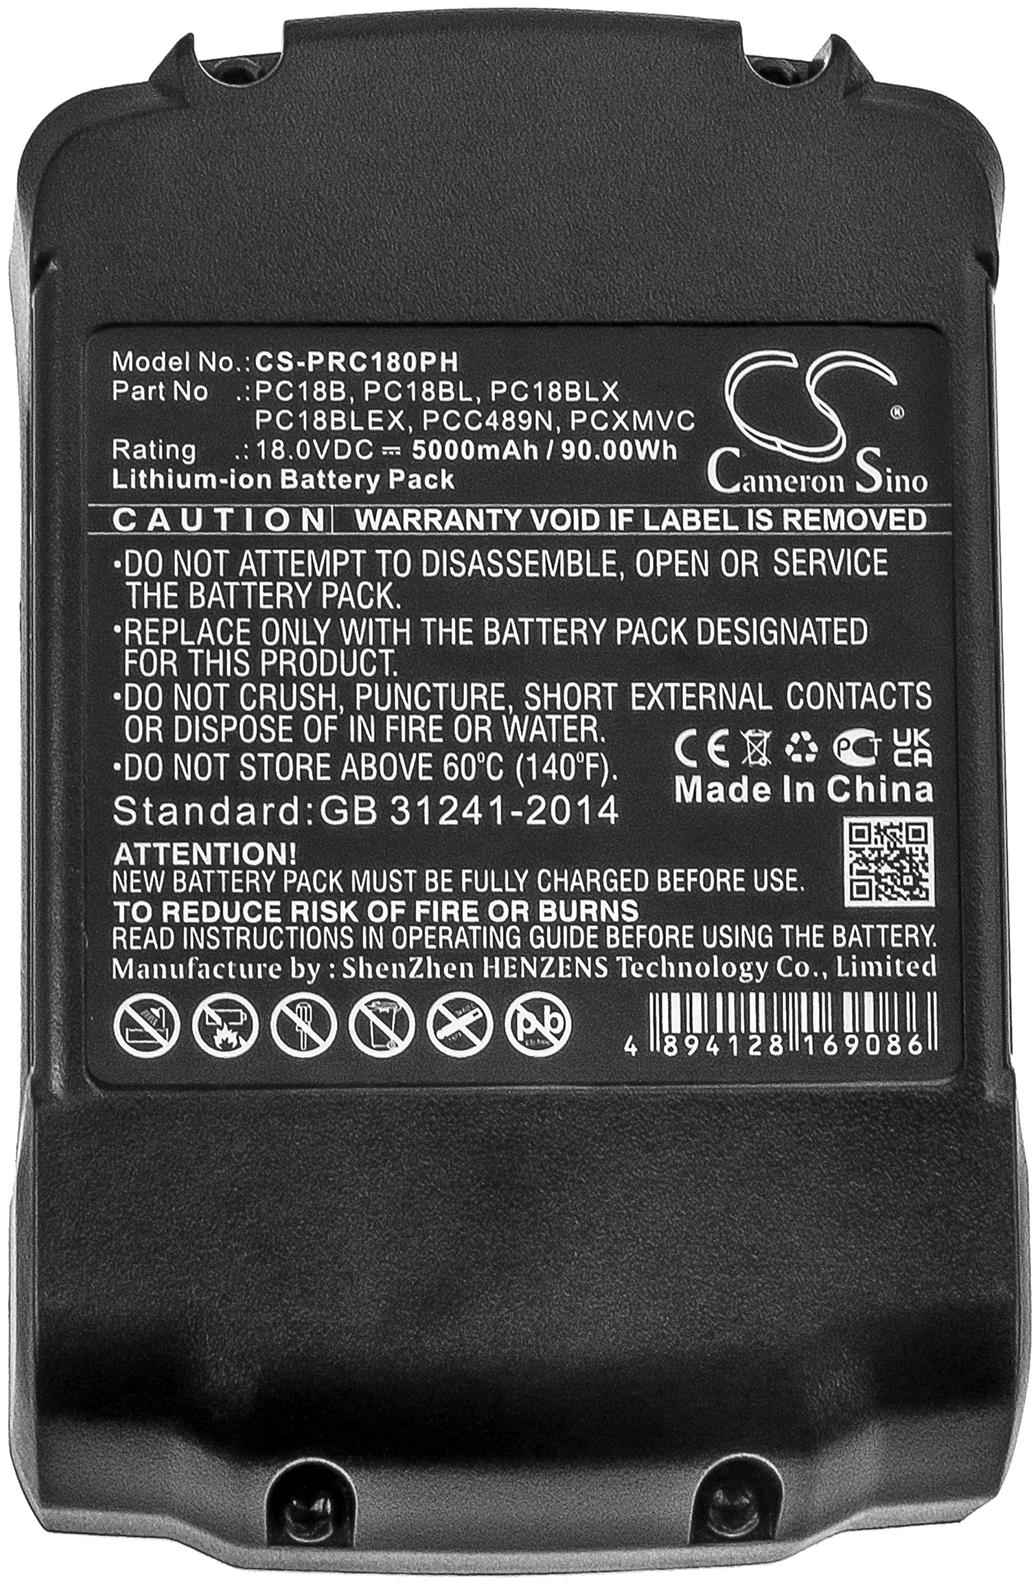 Model No.:CS-PRC180PH
Part No .:PC18B, PC18BL, PC18BLX
PC18BLEX, PCC489N, PCXMVC
Rating .:18.0VDC ⎓ 5000mAh / 90.00Wh
Lithium-ion Battery Pack
CS®
Cameron Sino
CAUTION | WARRANTY VOID IF LABEL IS REMOVED
•DO NOT ATTEMPT TO DISASSEMBLE, OPEN OR SERVICE
THE BATTERY PACK.
•REPLACE ONLY WITH THE BATTERY PACK DESIGNATED
FOR THIS PRODUCT.
•DO NOT CRUSH, PUNCTURE, SHORT EXTERNAL CONTACTS
OR DISPOSE OF IN FIRE OR WATER.
•DO NOT STORE ABOVE 60°C (140°F).
CE PCT UKCA
Made In China
Standard:GB 31241-2014
ATTENTION!
NEW BATTERY PACK MUST BE FULLY CHARGED BEFORE USE.
TO REDUCE RISK OF FIRE OR BURNS
READ INSTRUCTIONS IN OPERATING GUIDE BEFORE USING THE BATTERY.
Manufacture by : ShenZhen HENZENS Technology Co., Limited
Pb
4 894128 169086